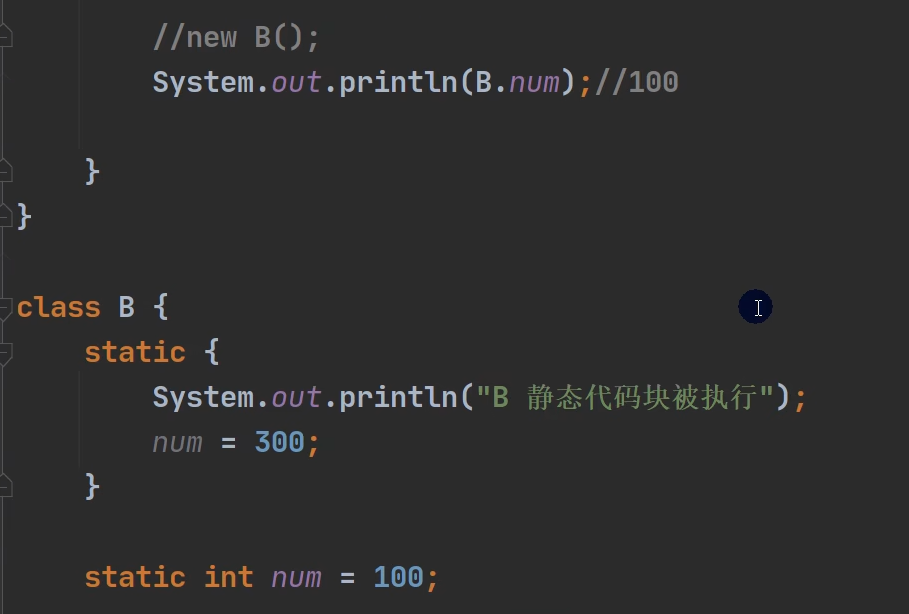 //new B();
System.out.println(B.num);//100
}
}
class B {
static {
System.out.println("B 静态代码块被执行");
num = 300;
}
static int num = 100;